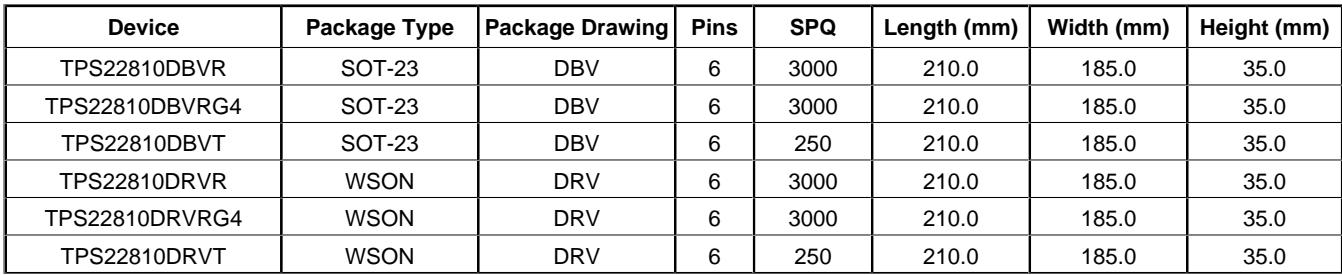 Device Package Type Package Drawing Pins SPQ Length (mm) Width (mm) Height (mm)
TPS22810DBVR SOT-23 DBV 6 3000 210.0 185.0 35.0
TPS22810DBVRG4 SOT-23 DBV 6 3000 210.0 185.0 35.0
TPS22810DBVT SOT-23 DBV 6 250 210.0 185.0 35.0
TPS22810DRVR WSON DRV 6 3000 210.0 185.0 35.0
TPS22810DRVRG4 WSON DRV 6 3000 210.0 185.0 35.0
TPS22810DRVT WSON DRV 6 250 210.0 185.0 35.0